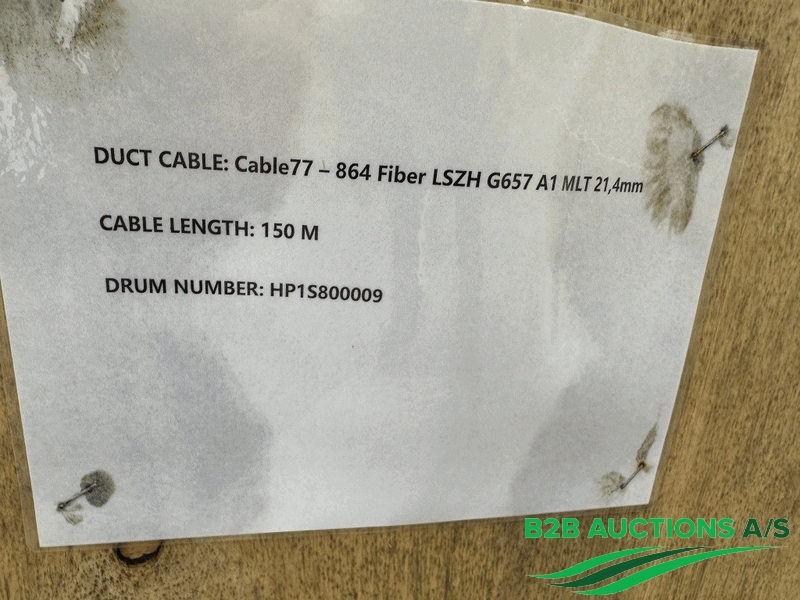 DUCT CABLE: Cable77 – 864 Fiber LSZH G657 A1 MLT 21,4mm
CABLE LENGTH: 150 M
DRUM NUMBER: HP1S800009
B2B AUCTIONS A/S